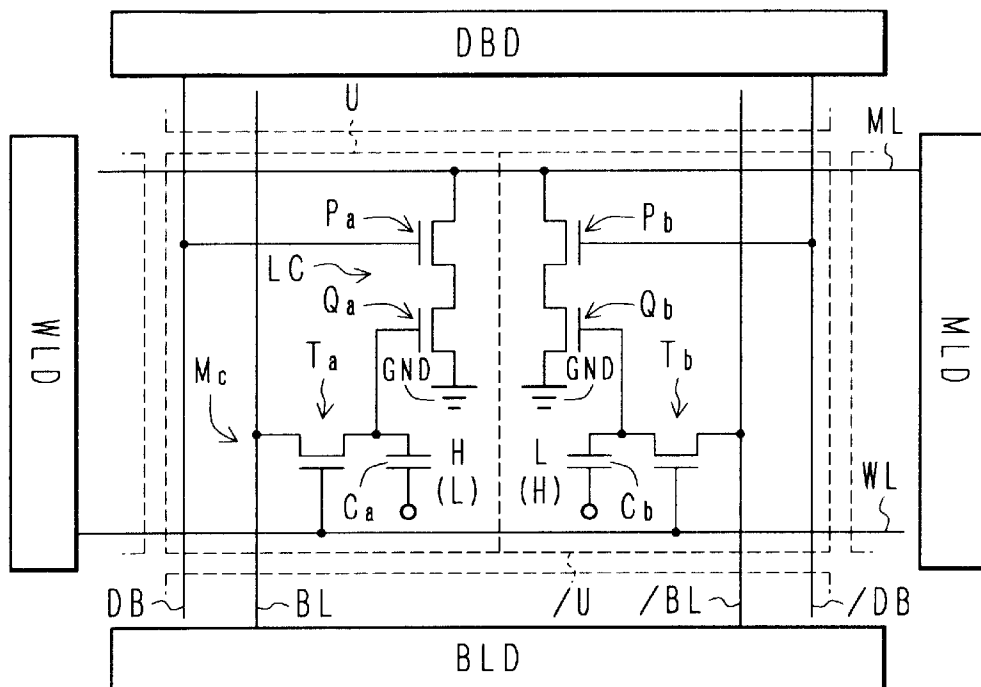 DBD
U
ML
Pa
Pb
LC
Qa
Qb
WLD
MLD
Ta
GND
GND
Tb
Mc
H
(L)
L
(H)
Ca
Cb
WL
DB
BL
/U
/BL
/DB
BLD